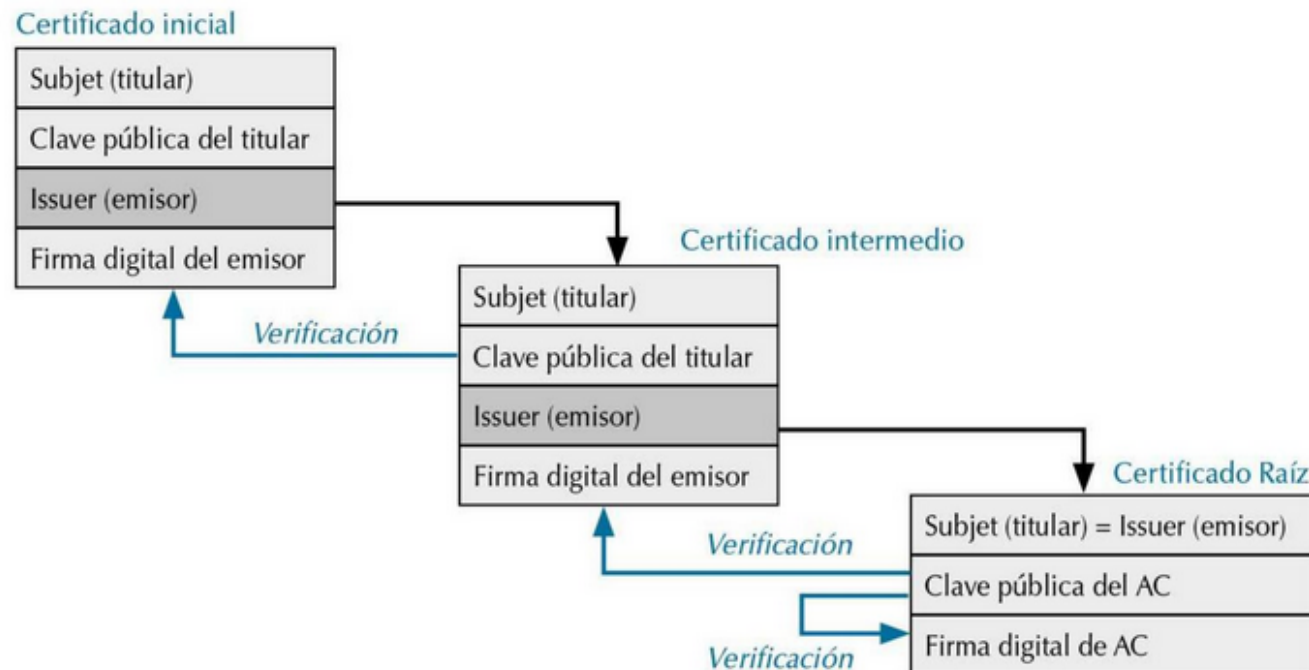 Certificado inicial
Subjet (titular)
Clave pública del titular
Issuer (emisor)
Firma digital del emisor
Verificación
Certificado intermedio
Subjet (titular)
Clave pública del titular
Issuer (emisor)
Firma digital del emisor
Verificación
Certificado Raíz
Subjet (titular) = Issuer (emisor)
Clave pública del AC
Firma digital de AC
Verificación